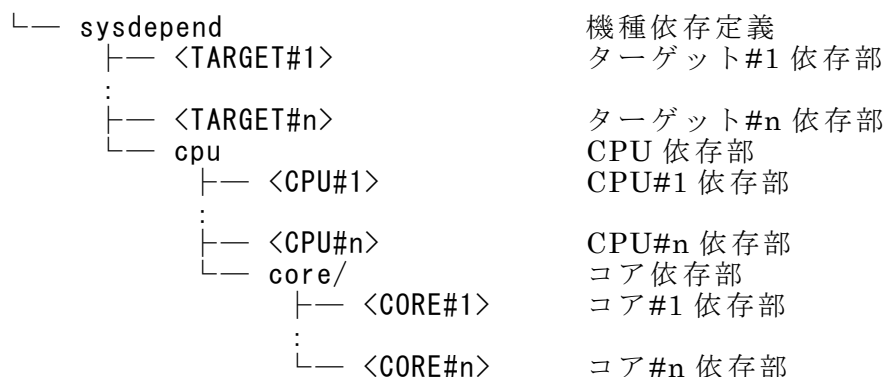 └─ sysdepend 機種依存定義
├─ <TARGET#1> ターゲット#1 依存部
:
├─ <TARGET#n> ターゲット#n 依存部
└─ cpu CPU 依存部
├─ <CPU#1> CPU#1 依存部
:
├─ <CPU#n> CPU#n 依存部
└─ core/ コア依存部
├─ <CORE#1> コア#1 依存部
:
└─ <CORE#n> コア#n 依存部